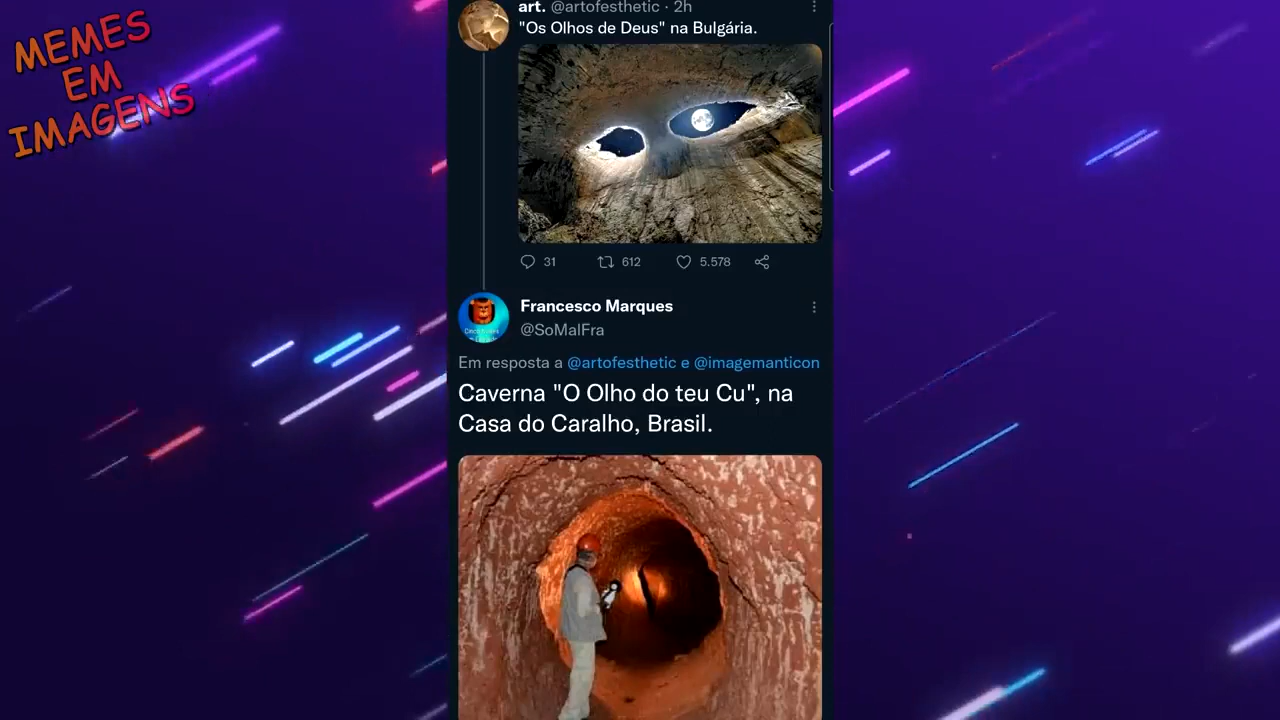 MEMES
EM
IMAGENS
art. @artofesthetic · 2h
"Os Olhos de Deus" na Bulgária.
31 612 5.578
Francesco Marques
@SoMalFra
Em resposta a @artofesthetic e @imagemanticon
Caverna "O Olho do teu Cu", na
Casa do Caralho, Brasil.